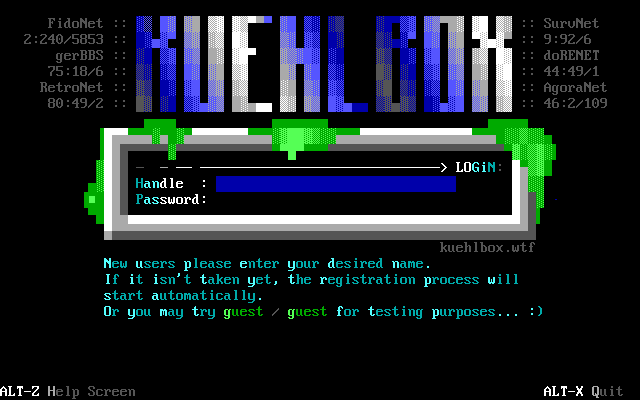 FidoNet :: KUEHLBOX :: SurvNet
2:240/5853 :: :: 9:92/6
gerBBS :: :: doRENET
75:18/6 :: :: 44:49/1
RetroNet :: :: AgoraNet
80:49/2 :: :: 46:2/109
LOGiN:
Handle :
Password:
kuehlbox.wtf
New users please enter your desired name.
If it isn't taken yet, the registration process will
start automatically.
Or you may try guest / guest for testing purposes... :)
ALT-Z Help Screen ALT-X Quit